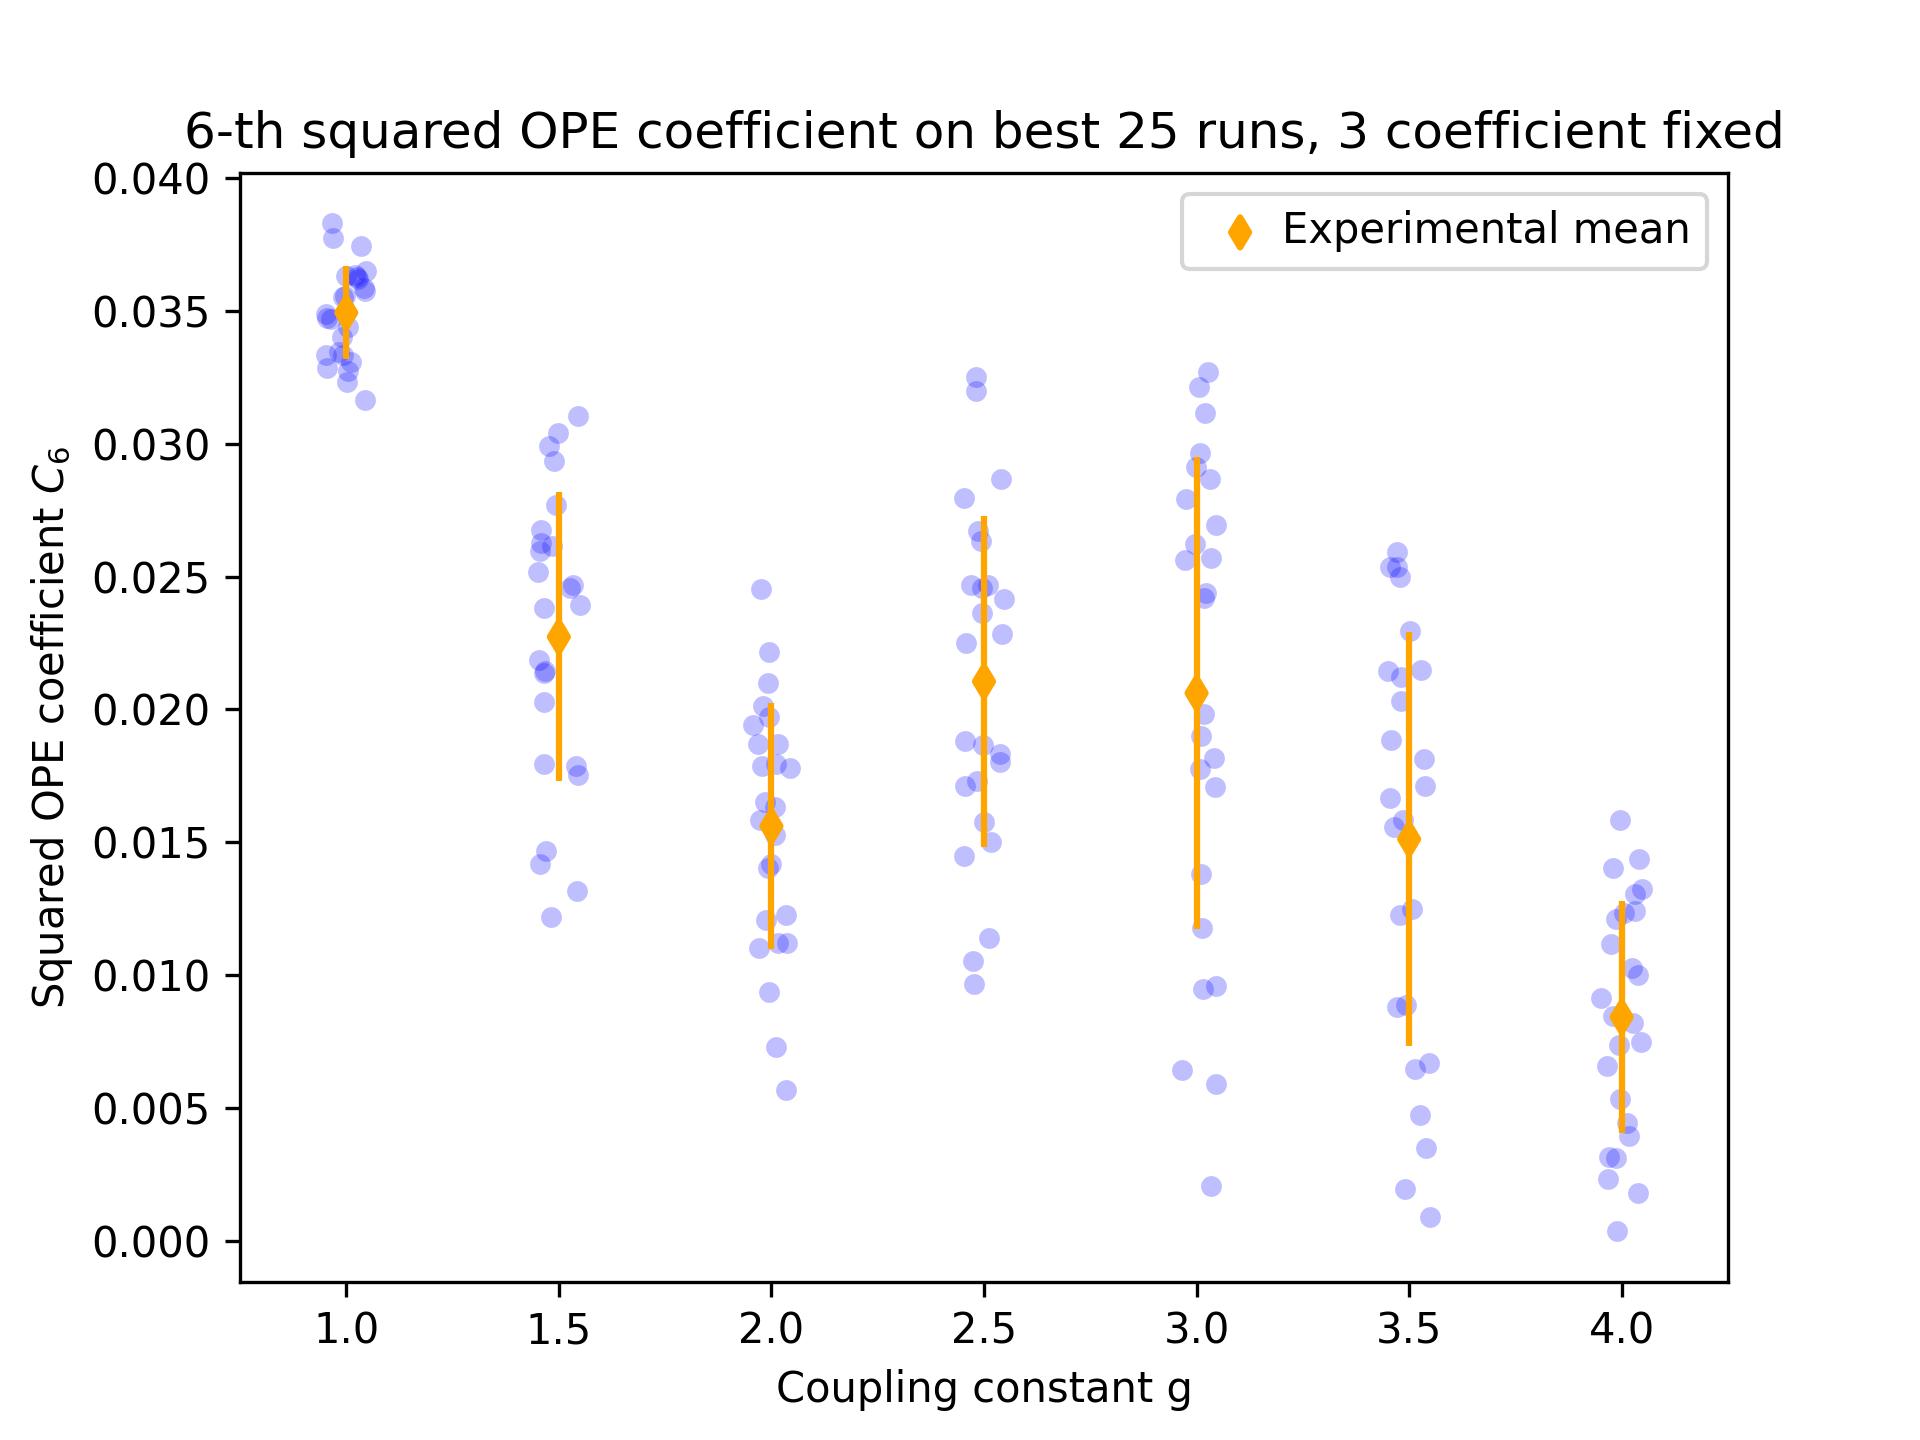 6-th squared OPE coefficient on best 25 runs, 3 coefficient fixed
Experimental mean
Squared OPE coefficient C₆
0.040
0.035
0.030
0.025
0.020
0.015
0.010
0.005
0.000
1.0 1.5 2.0 2.5 3.0 3.5 4.0
Coupling constant g